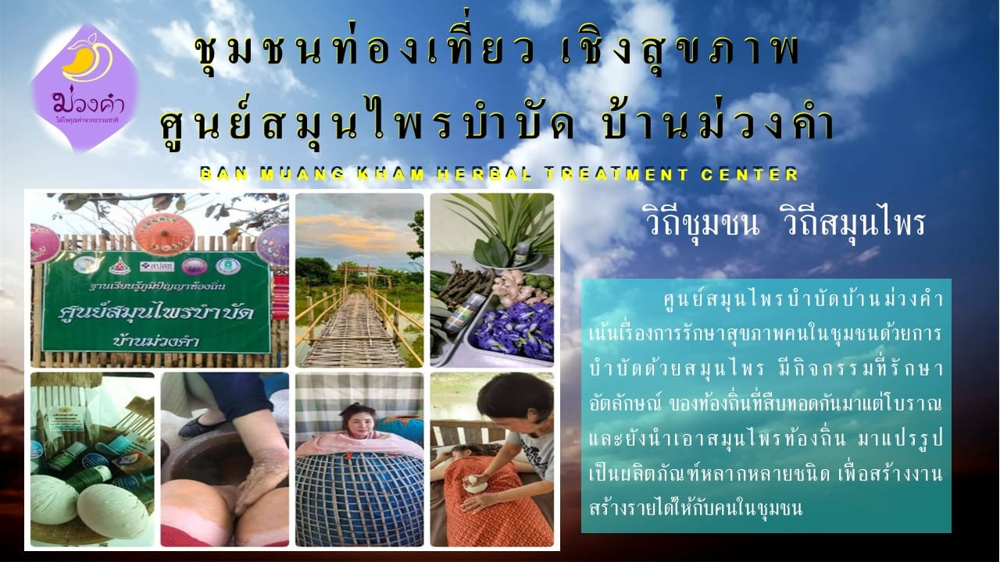 ม่วงคำ
ใส่ใจคุณค่าจากธรรมชาติ
ชุมชนท่องเที่ยว เชิงสุขภาพ
ศูนย์สมุนไพรบำบัด บ้านม่วงคำ
BAN MUANG KHAM HERBAL TREATMENT CENTER
วิถีชุมชน วิถีสมุนไพร
สปสช
ฐานเรียนรู้ภูมิปัญญาท้องถิ่น
ศูนย์สมุนไพรบำบัด
บ้านม่วงคำ
ศูนย์สมุนไพรบำบัดบ้านม่วงคำ
เน้นเรื่องการรักษาสุขภาพคนในชุมชนด้วยการ
บำบัดด้วยสมุนไพร มีกิจกรรมที่รักษา
อัตลักษณ์ ของท้องถิ่นที่สืบทอดกันมาแต่โบราณ
และยังนำเอาสมุนไพรท้องถิ่น มาแปรรูป
เป็นผลิตภัณฑ์หลากหลายชนิด เพื่อสร้างงาน
สร้างรายได้ให้กับคนในชุมชน